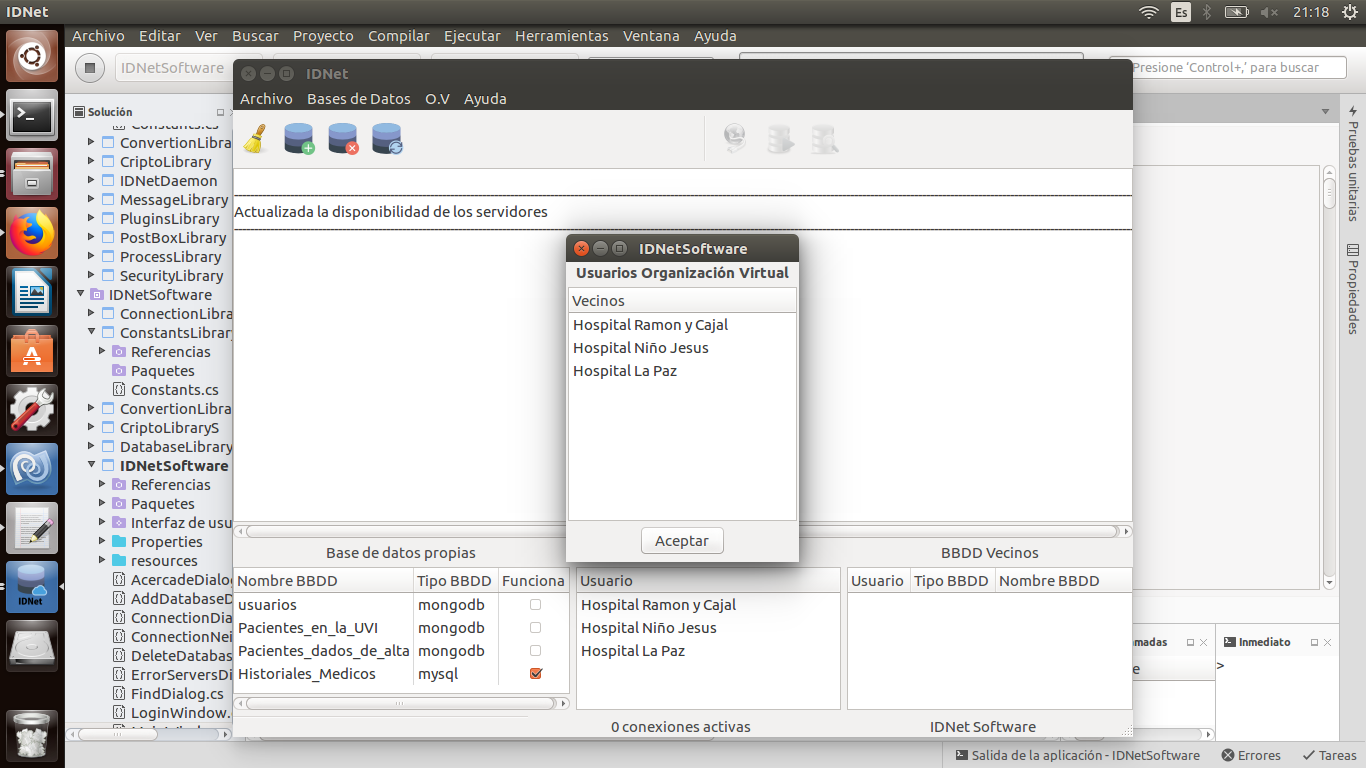 IDNet
Es
21:18
Archivo Editar Ver Buscar Proyecto Compilar Ejecutar Herramientas Ventana Ayuda
IDNetSoftware
Presione 'Control+,' para buscar
IDNet
Archivo Bases de Datos O.V Ayuda
Solución
Constants.cs
ConvertionLibra
CriptoLibrary
IDNetDaemon
MessageLibrary
PluginsLibrary
PostBoxLibrary
ProcessLibrary
SecurityLibrary
IDNetSoftware
ConnectionLibra
ConstantsLibrar
Referencias
Paquetes
Constants.cs
ConvertionLibra
CriptoLibraryS
DatabaseLibrary
IDNetSoftware
Referencias
Paquetes
Interfaz de usu
Properties
resources
AcercadeDialog
AddDatabaseD
ConnectionDia
ConnectionNei
DeleteDatabas
ErrorServersDi
FindDialog.cs
LoginWindow.
Actualizada la disponibilidad de los servidores
IDNetSoftware
Usuarios Organización Virtual
Vecinos
Hospital Ramon y Cajal
Hospital Niño Jesus
Hospital La Paz
Aceptar
Base de datos propias
Nombre BBDD Tipo BBDD Funciona
usuarios mongodb
Pacientes_en_la_UVI mongodb
Pacientes_dados_de_alta mongodb
Historiales_Medicos mysql
Usuario
Hospital Ramon y Cajal
Hospital Niño Jesus
Hospital La Paz
BBDD Vecinos
Usuario Tipo BBDD Nombre BBDD
0 conexiones activas
IDNet Software
Pruebas unitarias
Propiedades
madas
Inmediato
e
>
IDNet
Salida de la aplicación - IDNetSoftware
Errores
Tareas